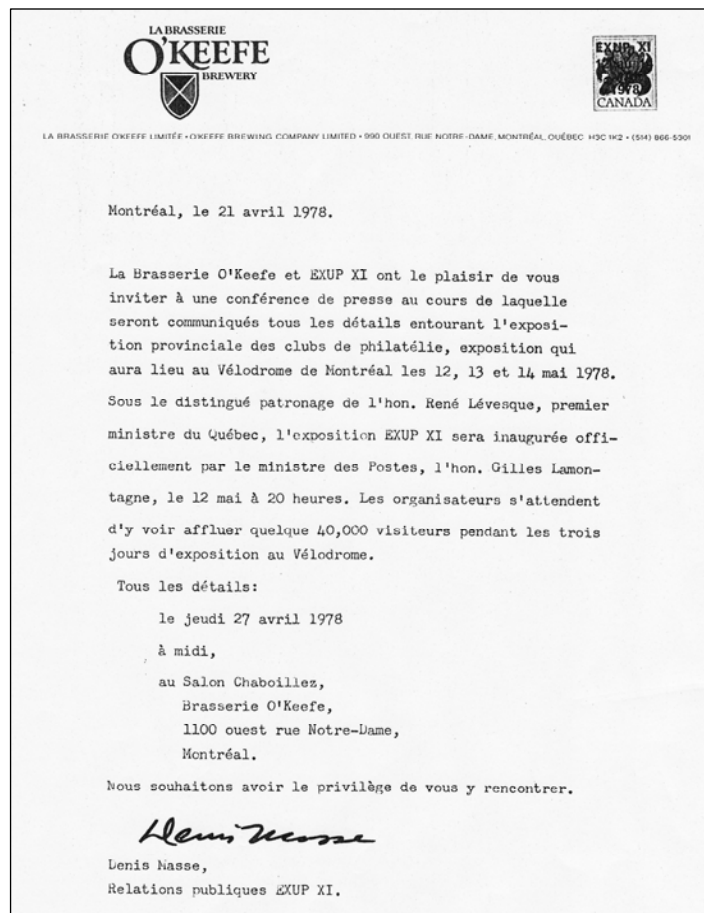 LA BRASSERIE
O'KEEFE
BREWERY
EXUP XI
1978
CANADA
LA BRASSERIE O'KEEFE LIMITÉE • O'KEEFE BREWING COMPANY LIMITED • 990 OUEST, RUE NOTRE-DAME, MONTRÉAL, QUÉBEC H3C 1K2 • (514) 866-5301
Montréal, le 21 avril 1978.
La Brasserie O'Keefe et EXUP XI ont le plaisir de vous
inviter à une conférence de presse au cours de laquelle
seront communiqués tous les détails entourant l'exposi-
tion provinciale des clubs de philatélie, exposition qui
aura lieu au Vélodrome de Montréal les 12, 13 et 14 mai 1978.
Sous le distingué patronage de l'hon. René Lévesque, premier
ministre du Québec, l'exposition EXUP XI sera inaugurée offi-
ciellement par le ministre des Postes, l'hon. Gilles Lamon-
tagne, le 12 mai à 20 heures. Les organisateurs s'attendent
d'y voir affluer quelque 40,000 visiteurs pendant les trois
jours d'exposition au Vélodrome.
Tous les détails:
le jeudi 27 avril 1978
à midi,
au Salon Chaboillez,
Brasserie O'Keefe,
1100 ouest rue Notre-Dame,
Montréal.
Nous souhaitons avoir le privilège de vous y rencontrer.
Denis Masse
Denis Masse,
Relations publiques EXUP XI.